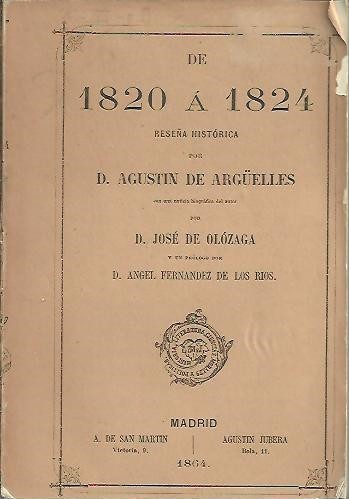 DE
1820 Á 1824
RESEÑA HISTÓRICA
POR
D. AGUSTIN DE ARGÜELLES
con una noticia biográfica del autor
POR
D. JOSÉ DE OLÓZAGA
Y UN PRÓLOGO POR
D. ANGEL FERNANDEZ DE LOS RIOS.
MADRID
A. DE SAN MARTIN
Victoria, 9.
AGUSTIN JUBERA
Bola, 11.
1864.